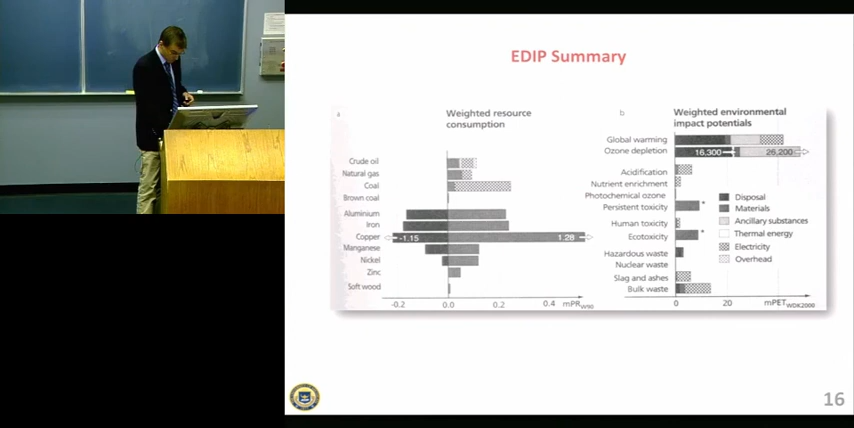 EDIP Summary
a
Weighted resource
consumption
Crude oil
Natural gas
Coal
Brown coal
Aluminium
Iron
Copper
Manganese
Nickel
Zinc
Soft wood
-1.15
1.28
-0.2
0.0
0.2
0.4
mPR W90
b
Weighted environmental
impact potentials
Global warming
Ozone depletion
Acidification
Nutrient enrichment
Photochemical ozone
Persistent toxicity
Human toxicity
Ecotoxicity
Hazardous waste
Nuclear waste
Slag and ashes
Bulk waste
16,300
26,200
*
*
Disposal
Materials
Ancillary substances
Thermal energy
Electricity
Overhead
0
20
mPET WDK2000
16